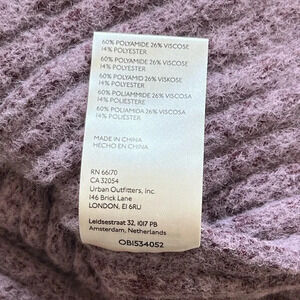 60% POLYAMIDE 26% VISCOSE
14% POLYESTER
60% POLYAMIDE 26% VISCOSE
14% POLYESTER
60% POLYAMID 26% VISKOSE
14% POLYESTER
60% POLIAMMIDE 26% VISCOSA
14% POLIESTERE
60% POLIAMIDA 26% VISCOSA
14% POLIÉSTER
MADE IN CHINA
HECHO EN CHINA
RN 66170
CA 32054
Urban Outfitters, Inc.
146 Brick Lane
LONDON, E1 6RU
Leidsestraat 32, 1017 PB
Amsterdam, Netherlands
OB1534052